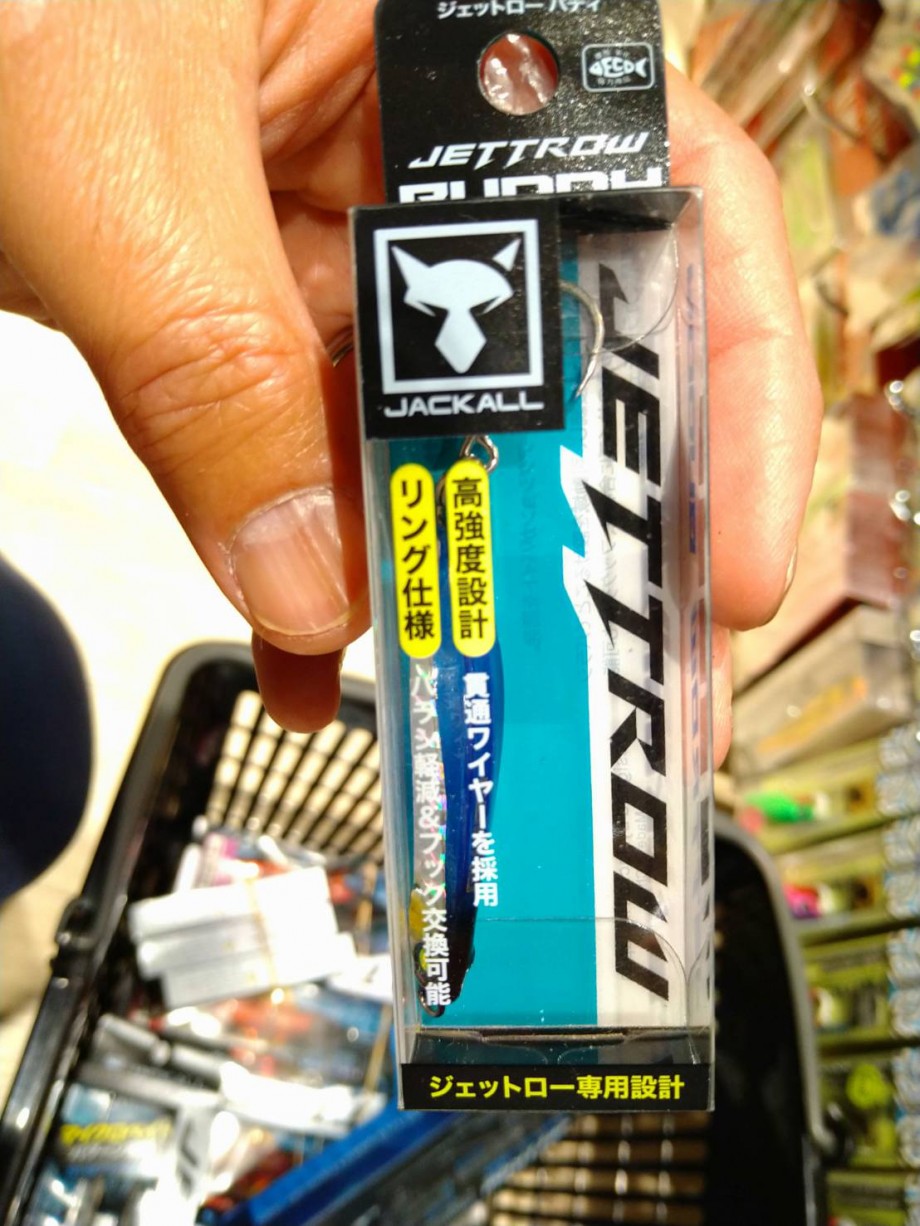 ジェットロー バディ
ECO
JETTROW
BUDDY
JACKALL
JETTROW
高強度設計
リング仕様
貫通ワイヤーを採用
バラシ軽減&フック交換可能
ジェットロー専用設計